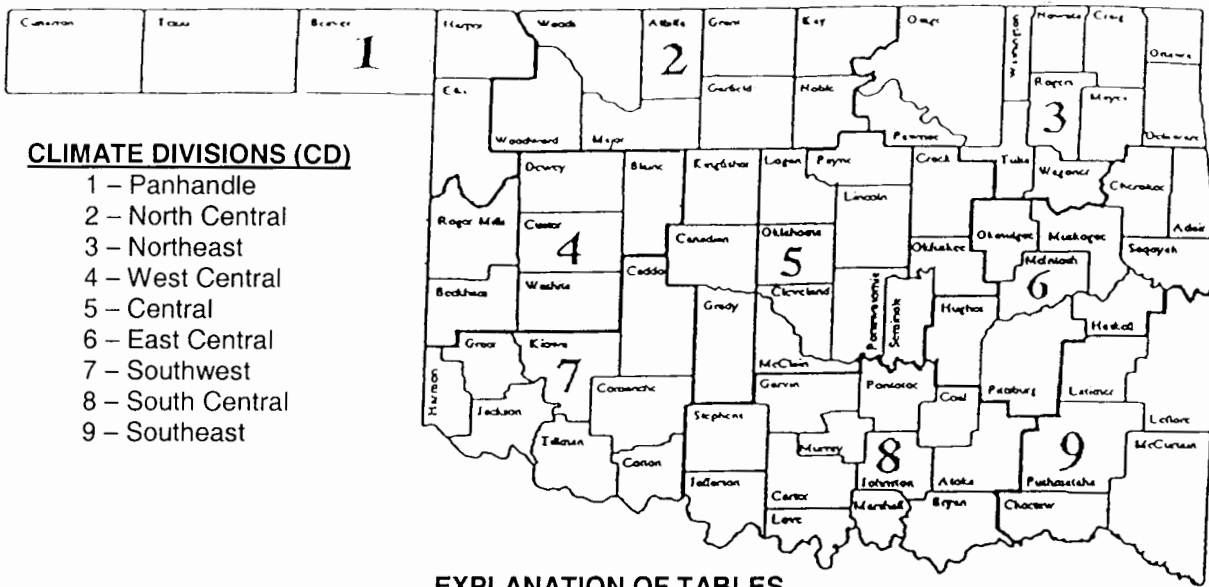 Cimarron Texas Beaver Harper Woods Alfalfa Grant Kay Osage Washington Nowata Craig Ottawa
1 2
Ellis Woodward Major Garfield Noble Pawnee Rogers Mayes Delaware
3
CLIMATE DIVISIONS (CD)
1 – Panhandle
2 – North Central
3 – Northeast
4 – West Central
5 – Central
6 – East Central
7 – Southwest
8 – South Central
9 – Southeast
Dewey Blaine Kingfisher Logan Payne Creek Tulsa Wagoner Cherokee Adair
Roger Mills Custer Canadian Oklahoma Lincoln Okfuskee Okmulgee Muskogee Sequoyah
4 5 6
Beckham Washita Caddo Grady Cleveland Pottawatomie Seminole Hughes McIntosh Haskell
Harmon Greer Kiowa Comanche McClain Garvin Pontotoc Coal Pittsburg Latimer LeFlore
7
Jackson Tillman Cotton Stephens Murray Johnston Atoka Pushmataha McCurtain
8 9
Jefferson Carter Love Marshall Bryan Choctaw
EXPLANATION OF TABLES